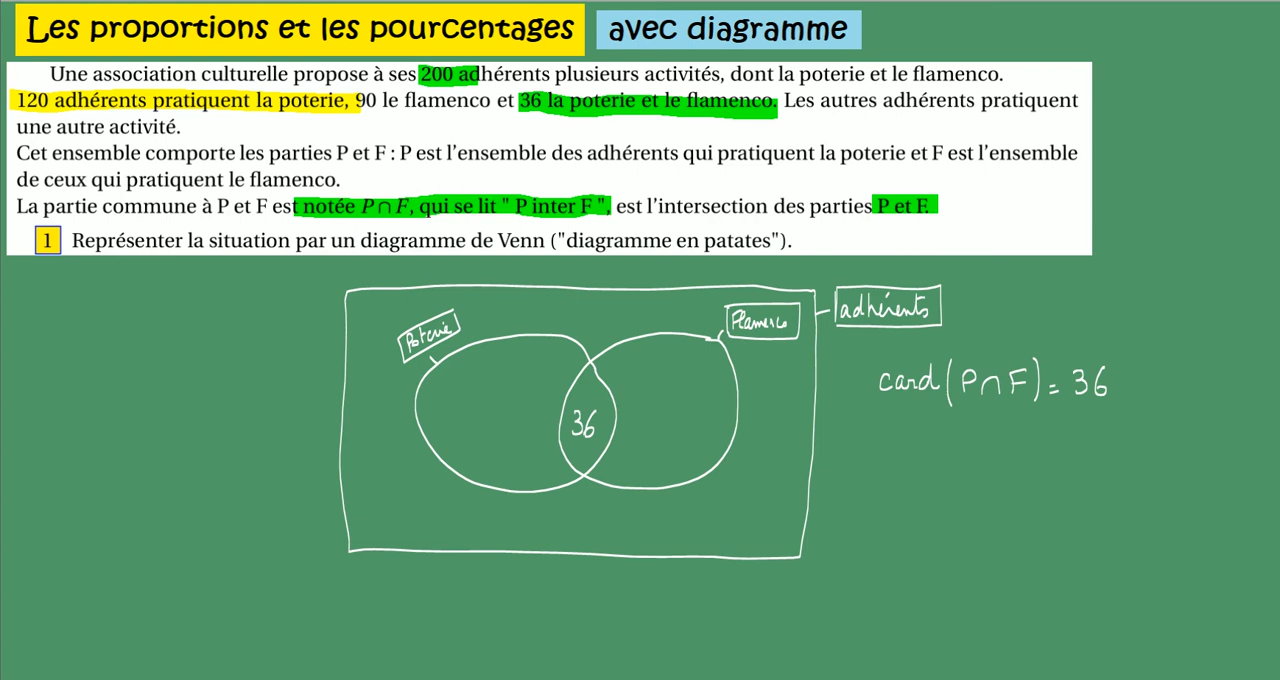 Les proportions et les pourcentages avec diagramme
Une association culturelle propose à ses 200 adhérents plusieurs activités, dont la poterie et le flamenco.
120 adhérents pratiquent la poterie, 90 le flamenco et 36 la poterie et le flamenco. Les autres adhérents pratiquent
une autre activité.
Cet ensemble comporte les parties P et F : P est l'ensemble des adhérents qui pratiquent la poterie et F est l'ensemble
de ceux qui pratiquent le flamenco.
La partie commune à P et F est notée P∩F, qui se lit " P inter F ", est l'intersection des parties P et F.
1 Représenter la situation par un diagramme de Venn ("diagramme en patates").
Poterie
Flamenco
adhérents
card(P∩F) = 36
36